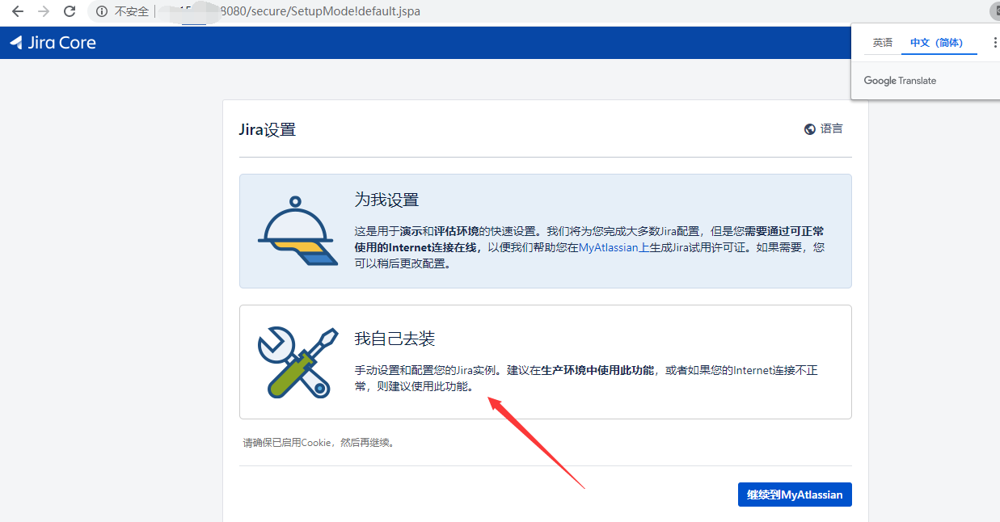 不安全 8080/secure/SetupMode!default.jspa
Jira Core
英语 中文（简体）
Google Translate
Jira设置
语言
为我设置
这是用于演示和评估环境的快速设置。我们将为您完成大多数Jira配置，但是您需要通过可正常
使用的Internet连接在线，以便我们帮助您在MyAtlassian上生成Jira试用许可证。如果需要，您
可以稍后更改配置。
我自己去装
手动设置和配置您的Jira实例。建议在生产环境中使用此功能，或者如果您的Internet连接不正
常，则建议使用此功能。
请确保已启用Cookie，然后再继续。
继续到MyAtlassian